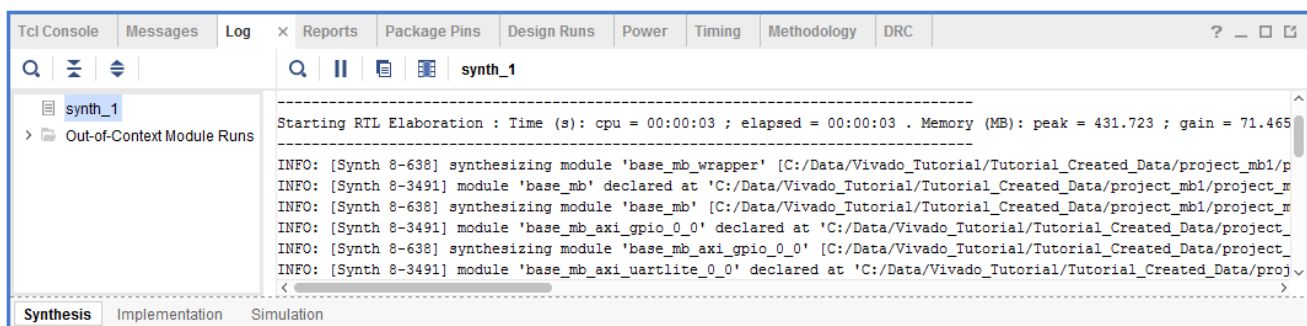 Tcl Console Messages Log × Reports Package Pins Design Runs Power Timing Methodology DRC ? _
synth_1
synth_1
Out-of-Context Module Runs
--------------------------------------------------------------------------------
Starting RTL Elaboration : Time (s): cpu = 00:00:03 ; elapsed = 00:00:03 . Memory (MB): peak = 431.723 ; gain = 71.465
--------------------------------------------------------------------------------
INFO: [Synth 8-638] synthesizing module 'base_mb_wrapper' [C:/Data/Vivado_Tutorial/Tutorial_Created_Data/project_mb1/p
INFO: [Synth 8-3491] module 'base_mb' declared at 'C:/Data/Vivado_Tutorial/Tutorial_Created_Data/project_mb1/project_m
INFO: [Synth 8-638] synthesizing module 'base_mb' [C:/Data/Vivado_Tutorial/Tutorial_Created_Data/project_mb1/project_m
INFO: [Synth 8-3491] module 'base_mb_axi_gpio_0_0' declared at 'C:/Data/Vivado_Tutorial/Tutorial_Created_Data/project_
INFO: [Synth 8-638] synthesizing module 'base_mb_axi_gpio_0_0' [C:/Data/Vivado_Tutorial/Tutorial_Created_Data/project_
INFO: [Synth 8-3491] module 'base_mb_axi_uartlite_0_0' declared at 'C:/Data/Vivado_Tutorial/Tutorial_Created_Data/proj
Synthesis Implementation Simulation